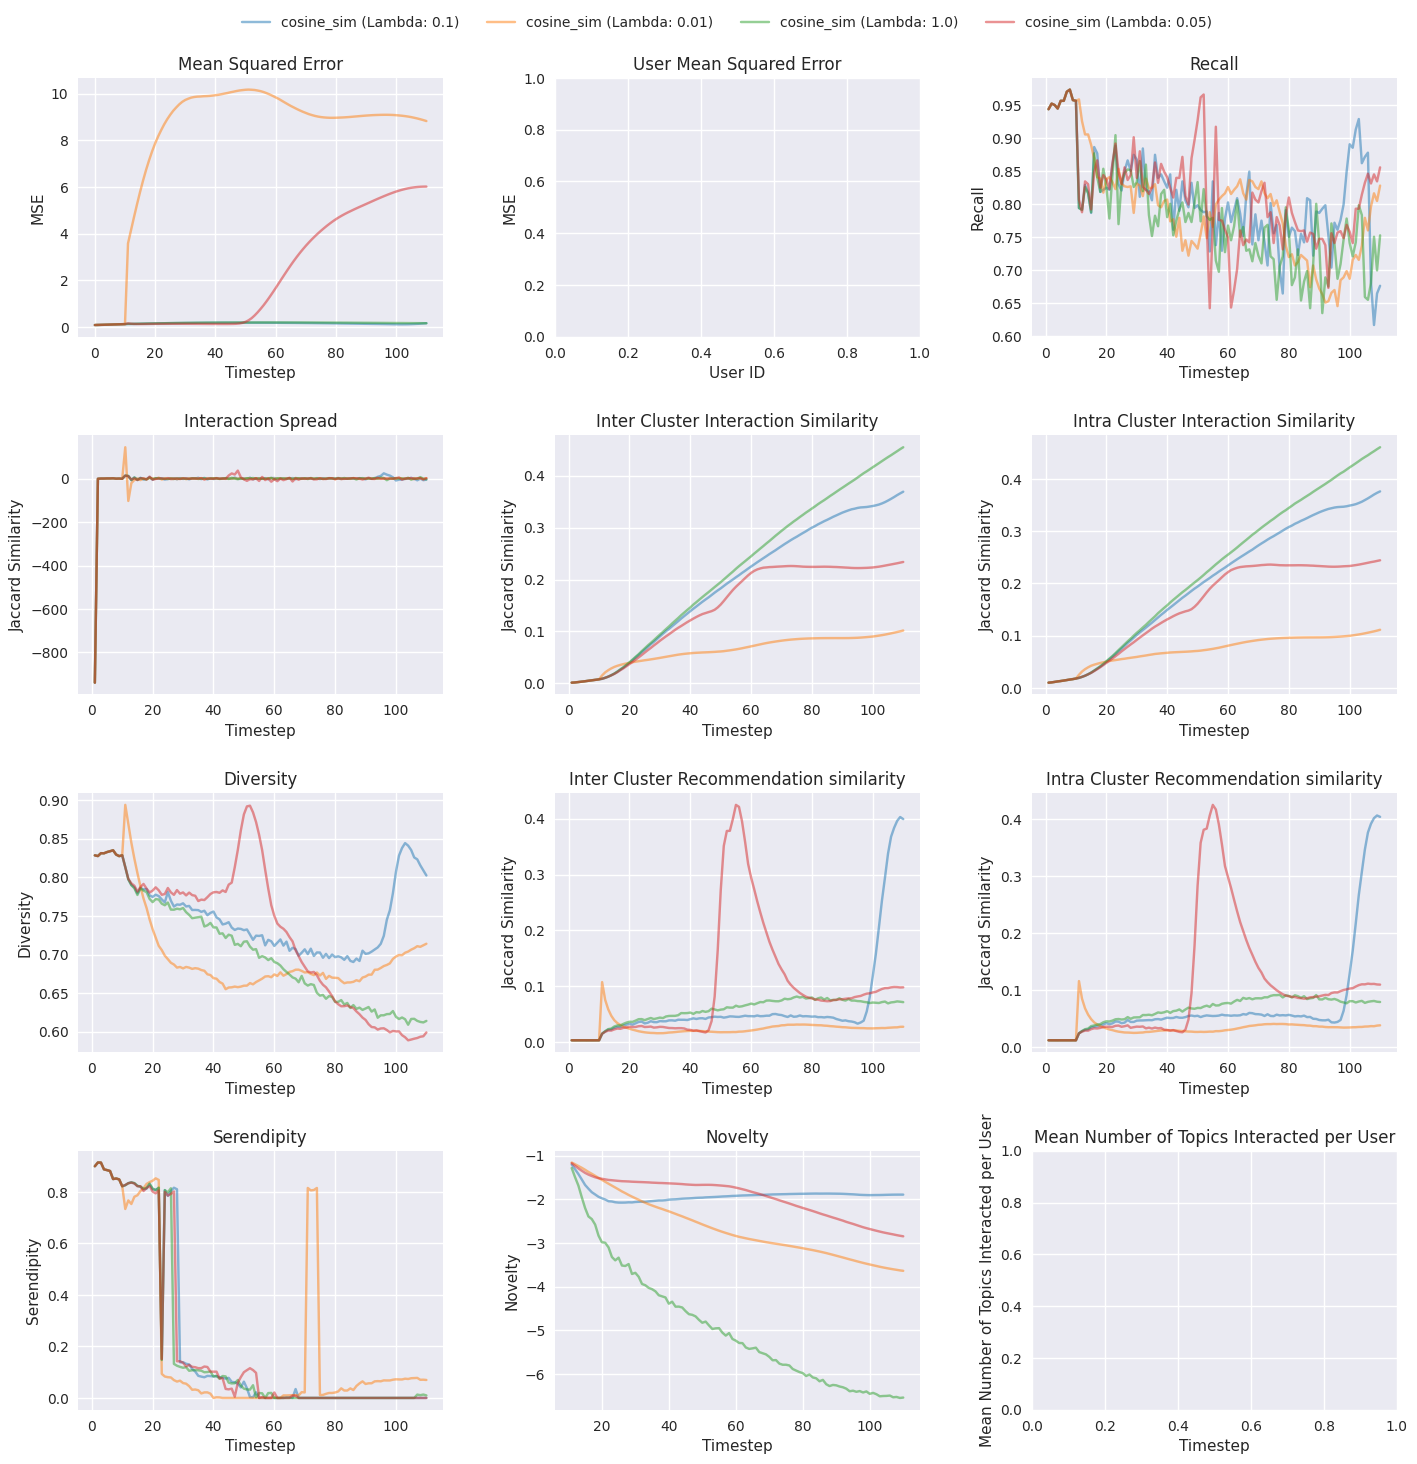 cosine_sim (Lambda: 0.1) cosine_sim (Lambda: 0.01) cosine_sim (Lambda: 1.0) cosine_sim (Lambda: 0.05)
Mean Squared Error
MSE
10
8
6
4
2
0
0 20 40 60 80 100
Timestep
User Mean Squared Error
MSE
1.0
0.8
0.6
0.4
0.2
0.0
0.0 0.2 0.4 0.6 0.8 1.0
User ID
Recall
Recall
0.95
0.90
0.85
0.80
0.75
0.70
0.65
0.60
0 20 40 60 80 100
Timestep
Interaction Spread
Jaccard Similarity
0
−200
−400
−600
−800
0 20 40 60 80 100
Timestep
Inter Cluster Interaction Similarity
Jaccard Similarity
0.4
0.3
0.2
0.1
0.0
0 20 40 60 80 100
Timestep
Intra Cluster Interaction Similarity
Jaccard Similarity
0.4
0.3
0.2
0.1
0.0
0 20 40 60 80 100
Timestep
Diversity
Diversity
0.90
0.85
0.80
0.75
0.70
0.65
0.60
0 20 40 60 80 100
Timestep
Inter Cluster Recommendation similarity
Jaccard Similarity
0.4
0.3
0.2
0.1
0.0
0 20 40 60 80 100
Timestep
Intra Cluster Recommendation similarity
Jaccard Similarity
0.4
0.3
0.2
0.1
0.0
0 20 40 60 80 100
Timestep
Serendipity
Serendipity
0.8
0.6
0.4
0.2
0.0
0 20 40 60 80 100
Timestep
Novelty
Novelty
−1
−2
−3
−4
−5
−6
20 40 60 80 100
Timestep
Mean Number of Topics Interacted per User
Mean Number of Topics Interacted per User
1.0
0.8
0.6
0.4
0.2
0.0
0.0 0.2 0.4 0.6 0.8 1.0
Timestep